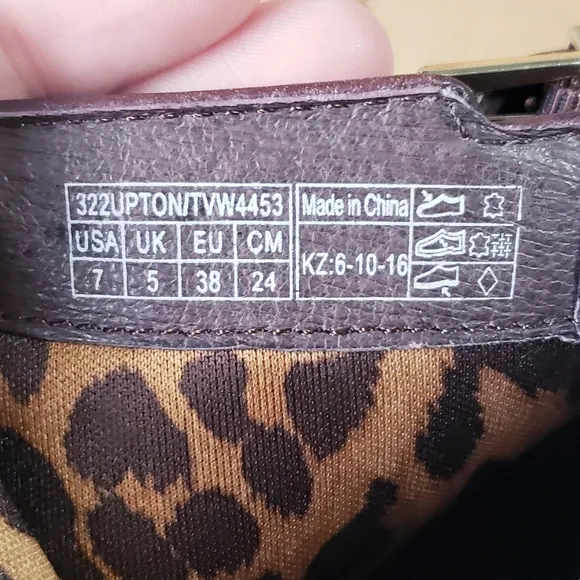 322UPTON/TVW4453
USA UK EU CM
7 5 38 24
Made in China
KZ:6-10-16